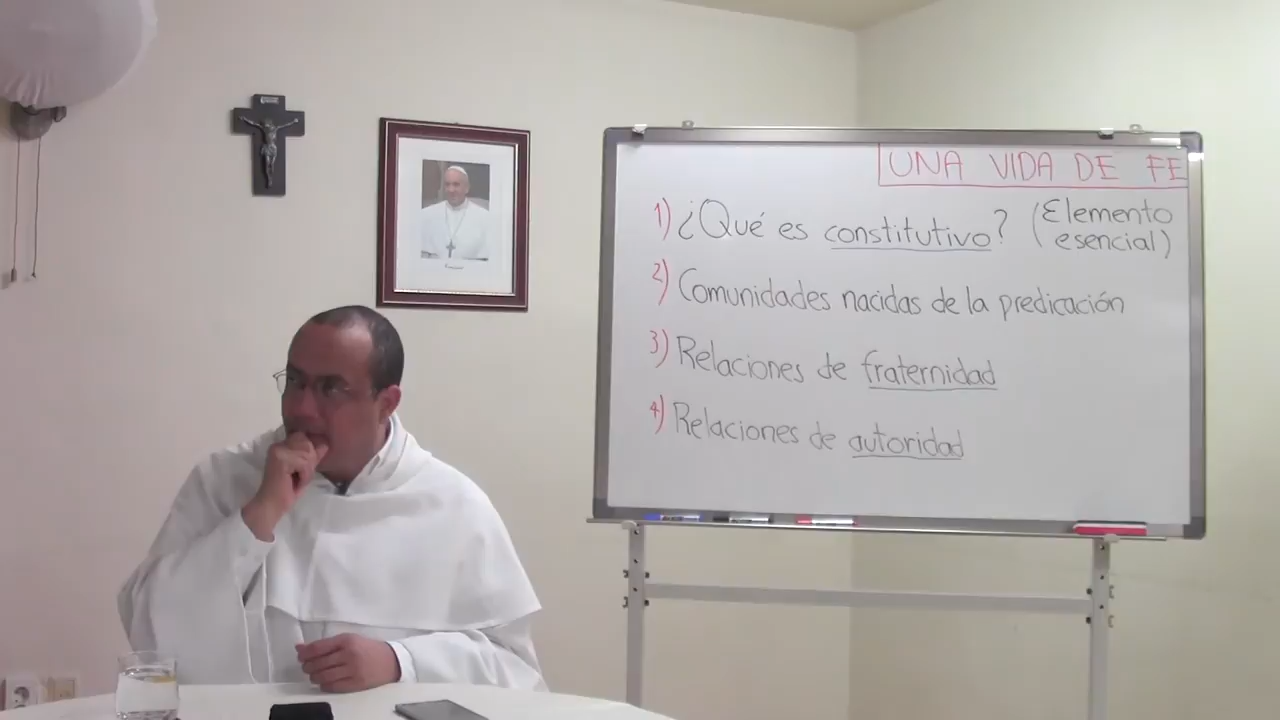 UNA VIDA DE FE
1) ¿Qué es constitutivo? (Elemento
esencial)
2) Comunidades nacidas de la predicación
3) Relaciones de fraternidad
4) Relaciones de autoridad